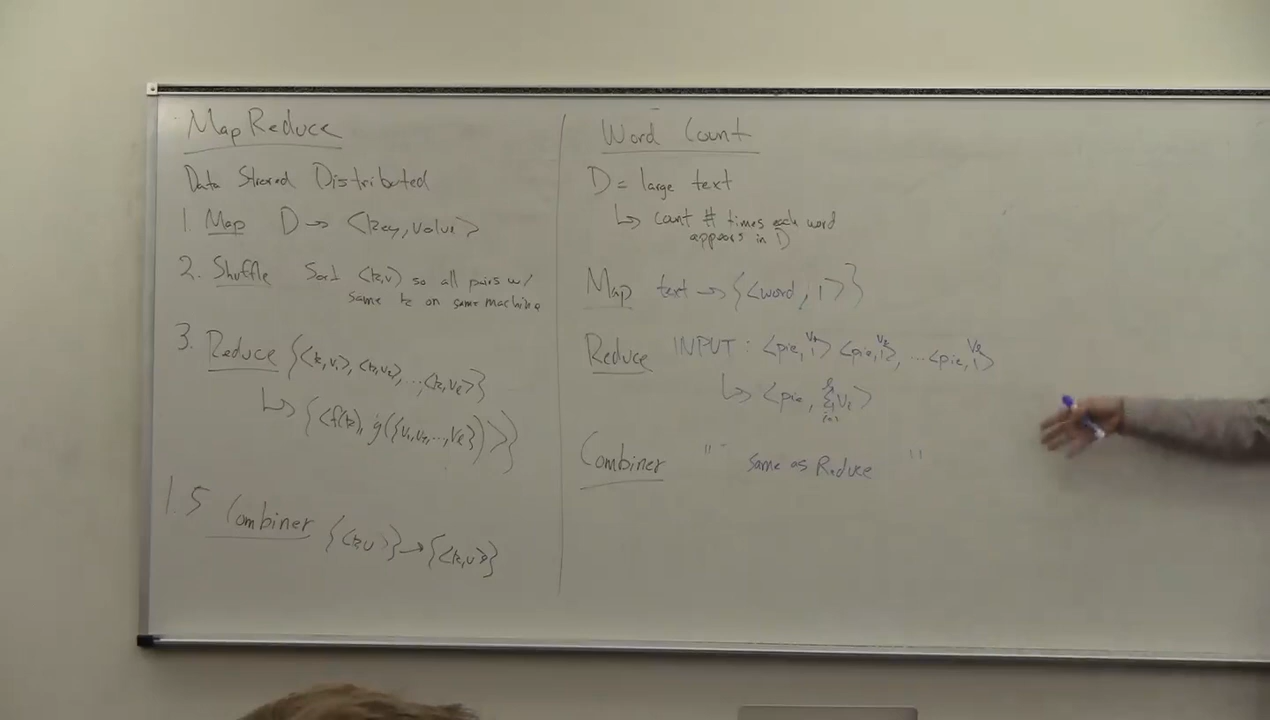 MapReduce
Data Strored Distributed
1. Map D → <key, value>
2. Shuffle Sort <k,v> so all pairs w/
same k on same machine
3. Reduce {<k,v₁>, <k,v₂>, ..., <k,vℓ>}
↳ {<f(k), g({v₁,v₂,...,vℓ})>}
1.5 Combiner {<k,v>} → {<k,v>}
Word Count
D = large text
↳ count # times each word
appears in D
Map text → {<word, 1>}
Reduce INPUT: <pie, 1> <pie, 1>, ... <pie, 1>
↳ <pie, Σ vᵢ>
Combiner " same as Reduce "